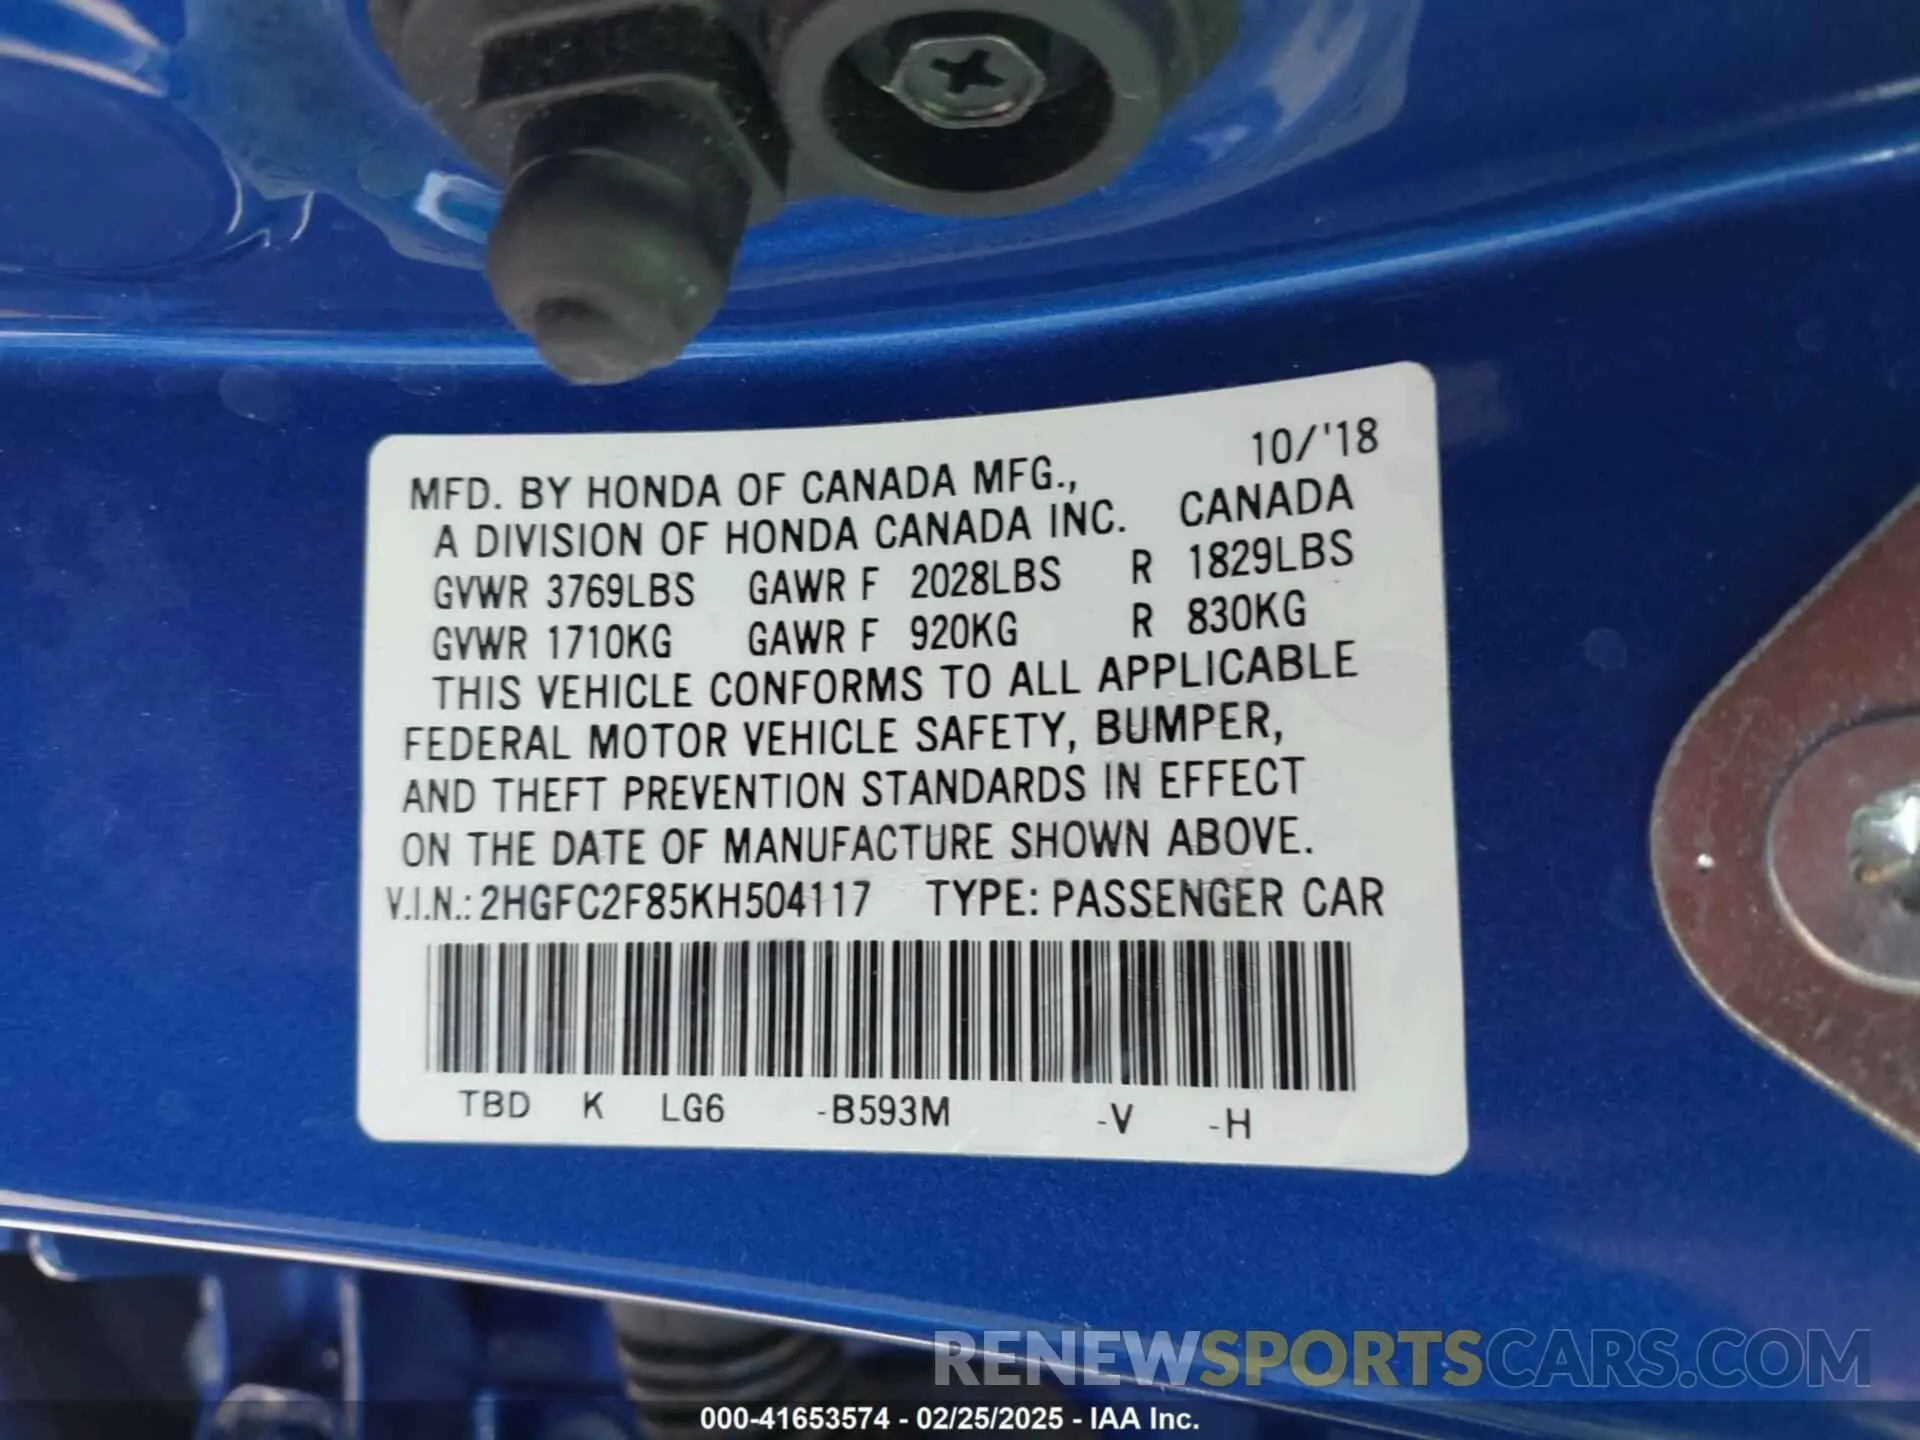 10/'18
MFD. BY HONDA OF CANADA MFG.,
A DIVISION OF HONDA CANADA INC. CANADA
GVWR 3769LBS GAWR F 2028LBS R 1829LBS
GVWR 1710KG GAWR F 920KG R 830KG
THIS VEHICLE CONFORMS TO ALL APPLICABLE
FEDERAL MOTOR VEHICLE SAFETY, BUMPER,
AND THEFT PREVENTION STANDARDS IN EFFECT
ON THE DATE OF MANUFACTURE SHOWN ABOVE.
V.I.N.: 2HGFC2F85KH504117 TYPE: PASSENGER CAR
TBD K LG6 -B593M -V -H
RENEWSPORTSCARS.COM
000-41653574 - 02/25/2025 - IAA Inc.